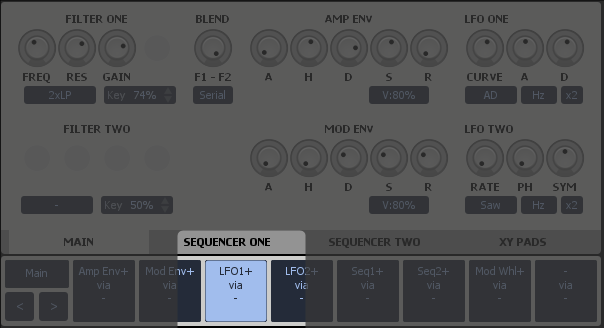 FILTER ONE BLEND AMP ENV LFO ONE
FREQ RES GAIN F1 - F2 A H D S R CURVE A D
2xLP Key 74% Serial V:80% AD Hz x2
FILTER TWO MOD ENV LFO TWO
A H D S R RATE PH SYM
- Key 50% V:80% Saw Hz x2
MAIN SEQUENCER ONE SEQUENCER TWO XY PADS
Main Amp Env+ Mod Env+ LFO1+ LFO2+ Seq1+ Seq2+ Mod Whl+ -
via via via via via via via via
< > - - - - - - - -